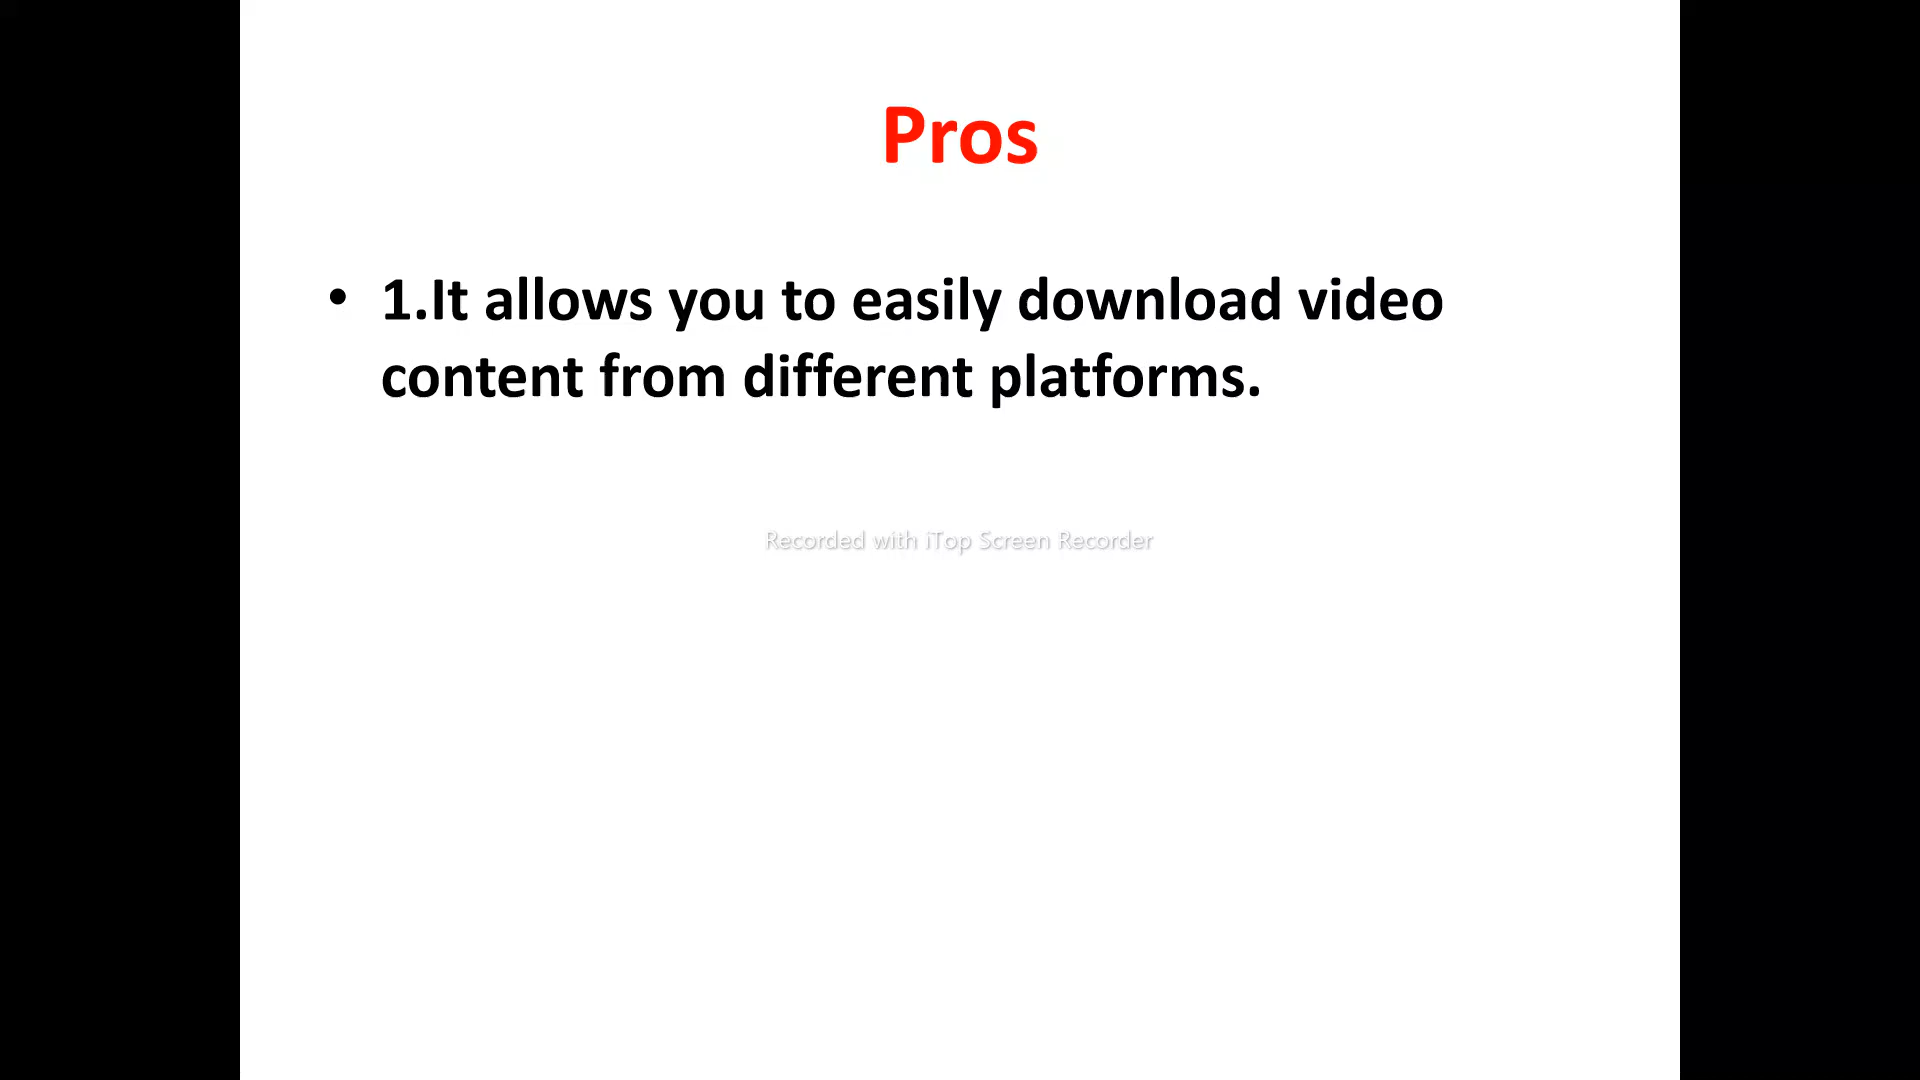 Pros
• 1.It allows you to easily download video
content from different platforms.
Recorded with iTop Screen Recorder